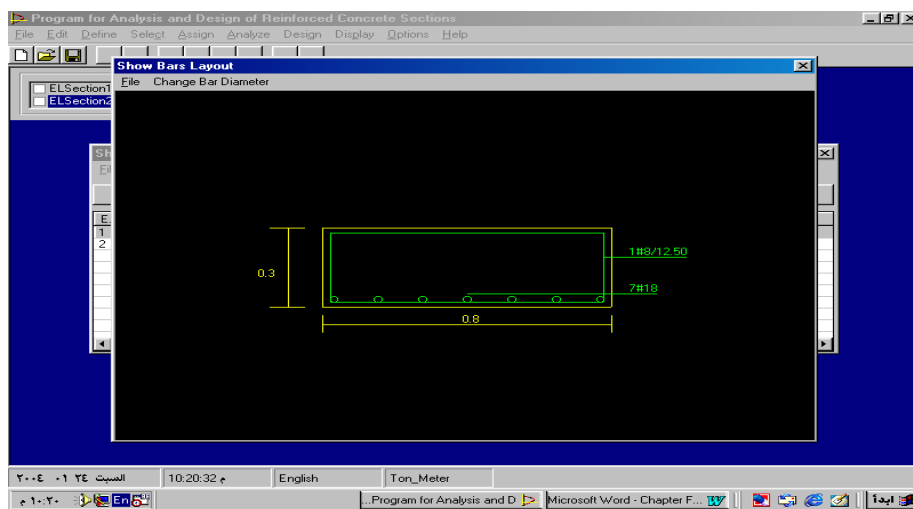 Program for Analysis and Design of Reinforced Concrete Sections
File Edit Define Select Assign Analyze Design Display Options Help
Show Bars Layout
File Change Bar Diameter
ELSection1
ELSection2
E
1
2
1#8/12.50
0.3
7#18
0.8
السبت ٢٤ ٠١ ٢٠٠٤
10:20:32 م
English
Ton_Meter
١٠:٢٠ م
En
...Program for Analysis and D
Microsoft Word - Chapter F...
ابدأ